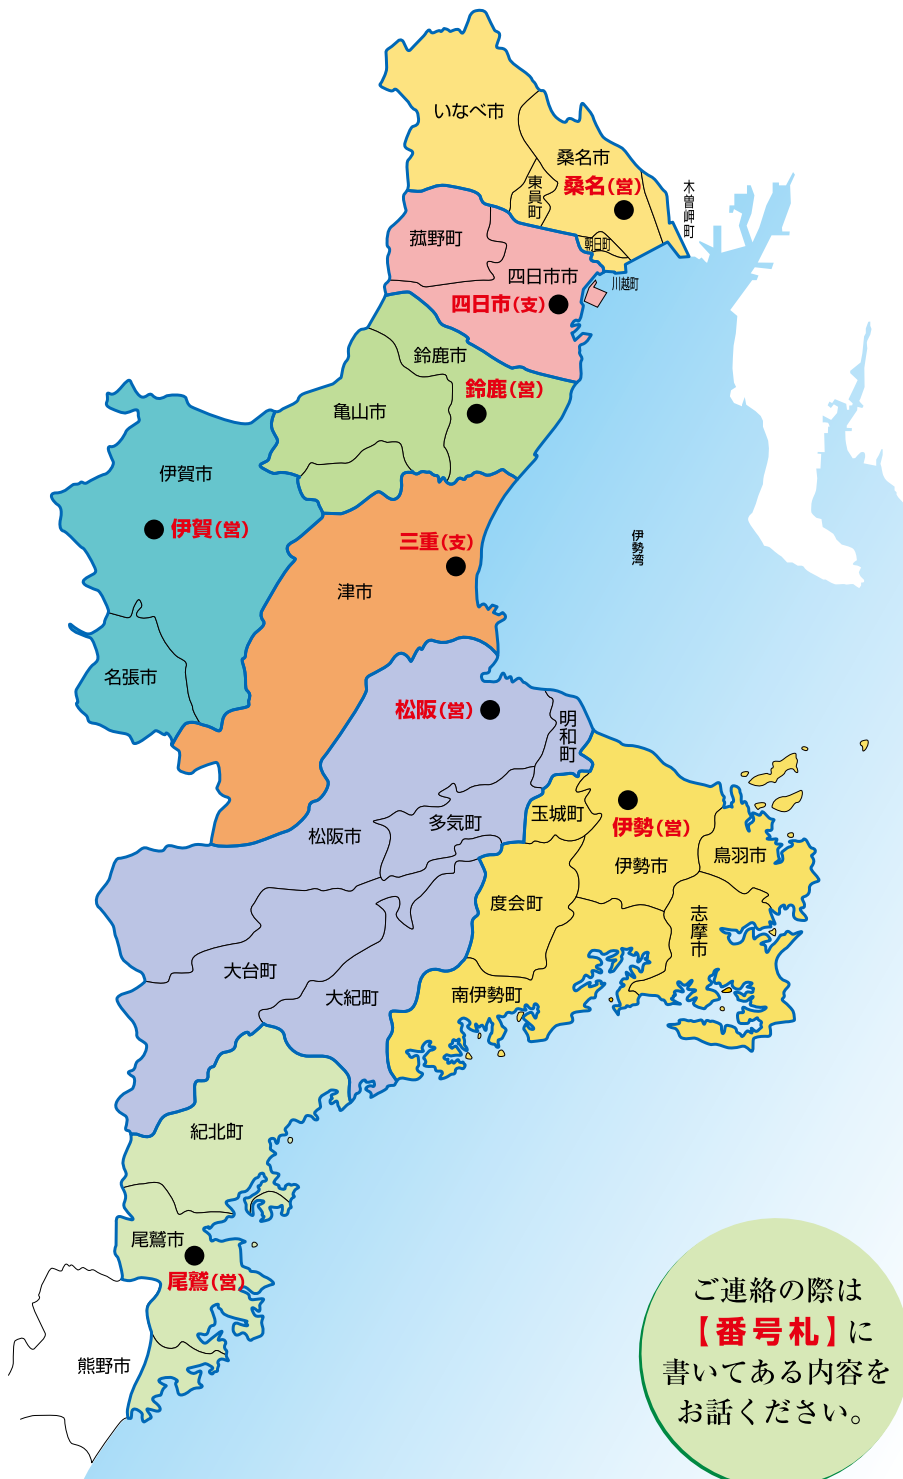 いなべ市
桑名市
桑名(営)
東員町
木曽岬町
朝日町
川越町
菰野町
四日市市
四日市(支)
鈴鹿市
鈴鹿(営)
亀山市
伊賀市
伊賀(営)
三重(支)
伊勢湾
津市
名張市
松阪(営)
明和町
玉城町
伊勢(営)
多気町
松阪市
伊勢市
鳥羽市
度会町
志摩市
大台町
大紀町
南伊勢町
紀北町
尾鷲市
尾鷲(営)
熊野市
ご連絡の際は
【番号札】に
書いてある内容を
お話ください。